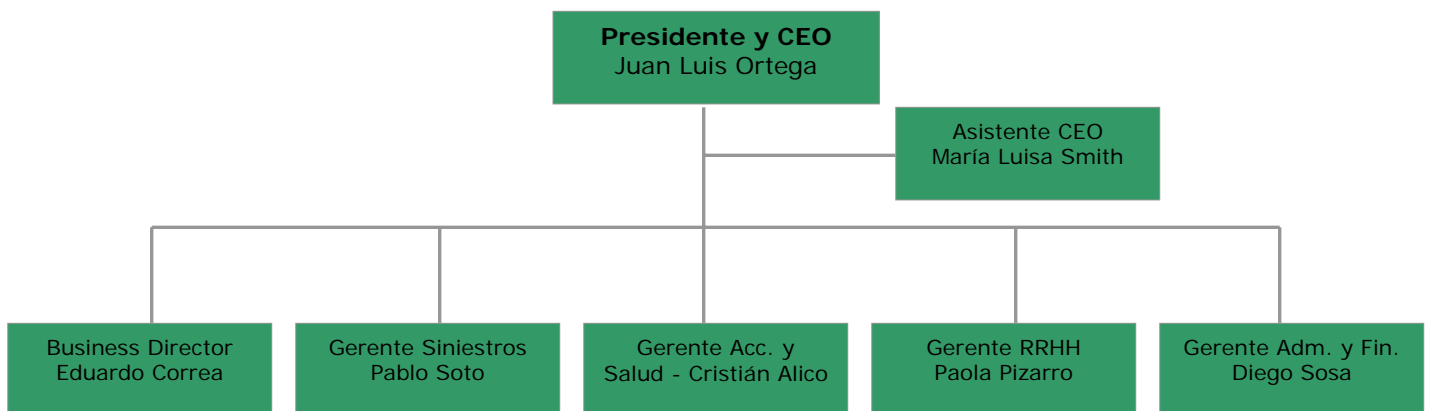 Presidente y CEO
Juan Luis Ortega
Asistente CEO
María Luisa Smith
Business Director
Eduardo Correa
Gerente Siniestros
Pablo Soto
Gerente Acc. y
Salud - Cristián Alico
Gerente RRHH
Paola Pizarro
Gerente Adm. y Fin.
Diego Sosa